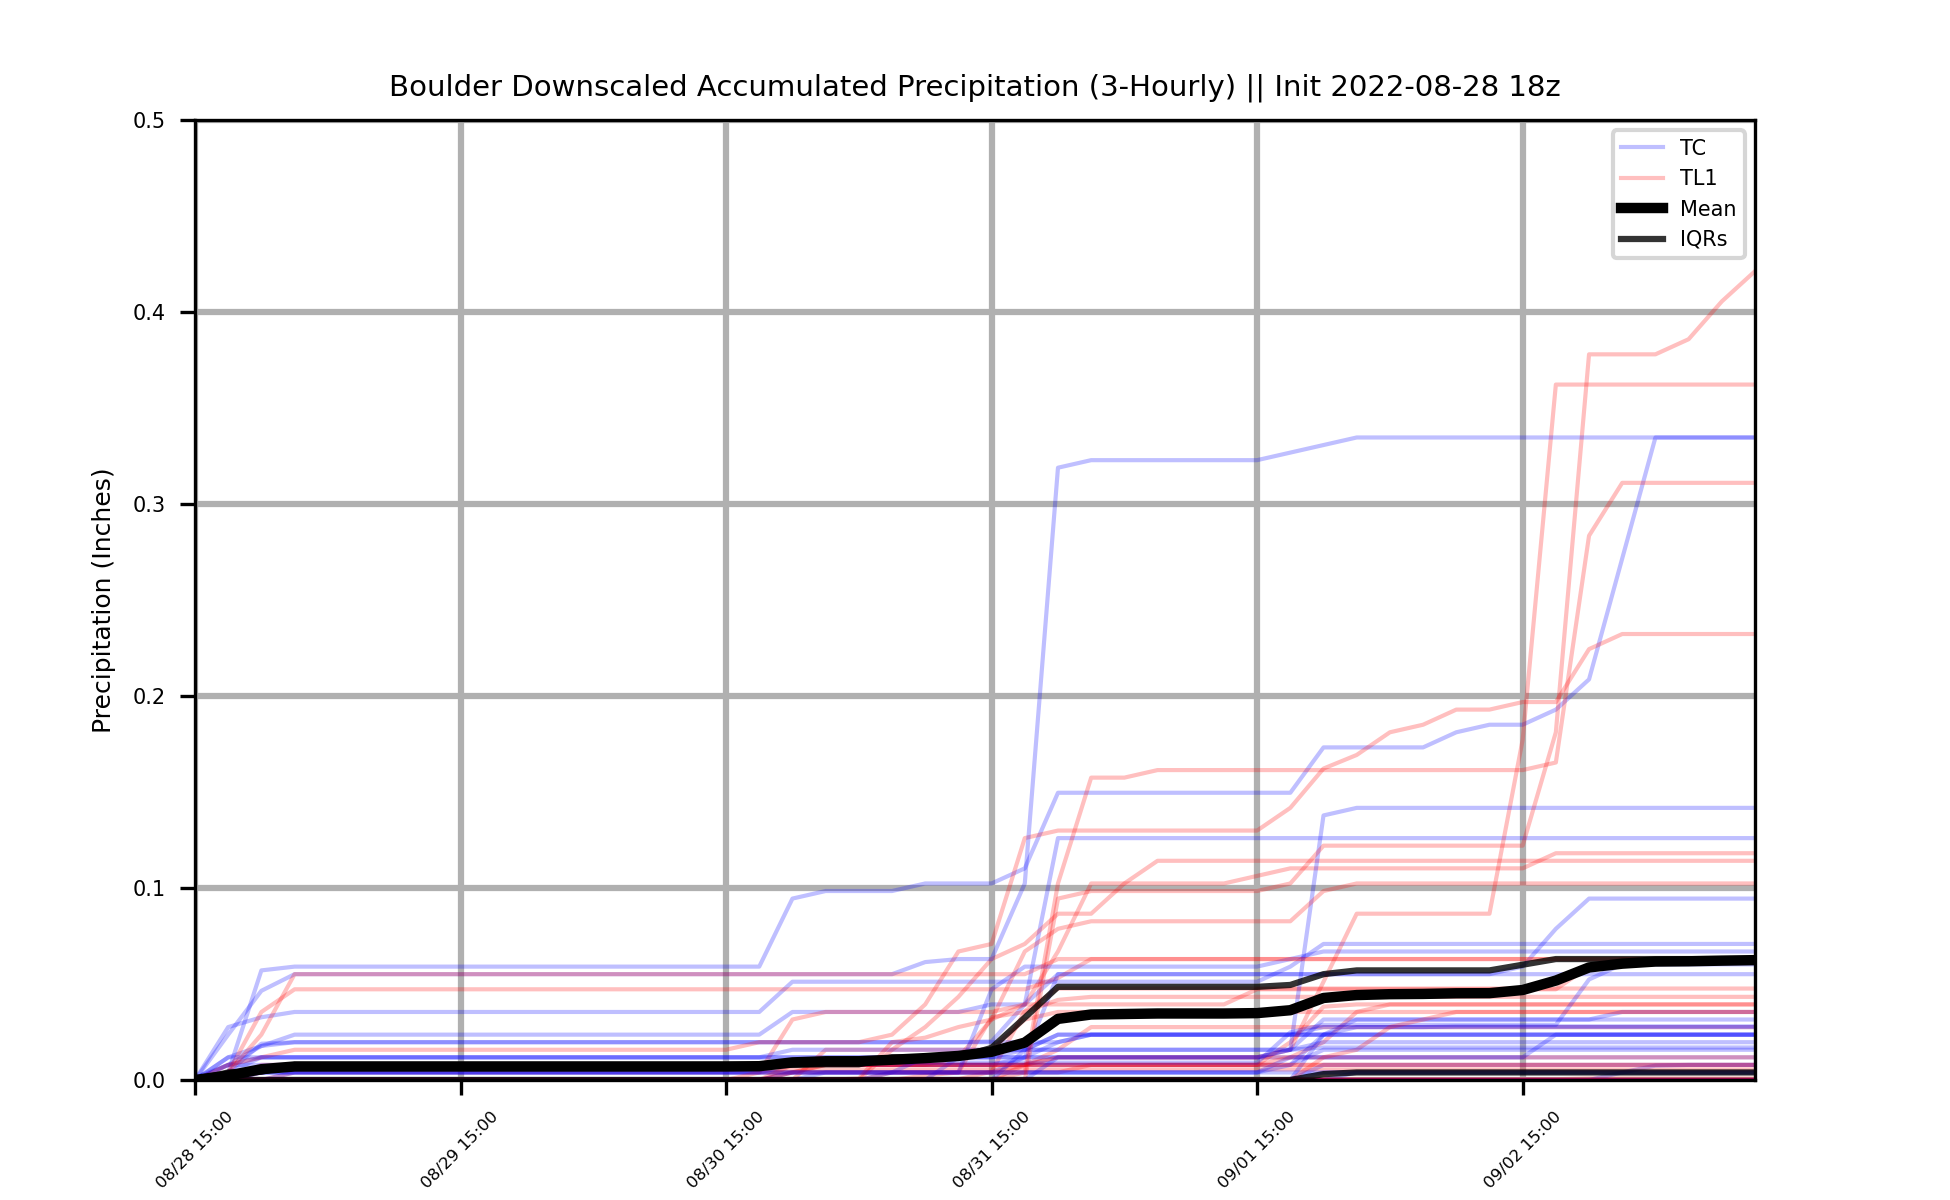 Boulder Downscaled Accumulated Precipitation (3-Hourly) || Init 2022-08-28 18z
TC
TL1
Mean
IQRs
Precipitation (Inches)
0.5
0.4
0.3
0.2
0.1
0.0
08/28 15:00
08/29 15:00
08/30 15:00
08/31 15:00
09/01 15:00
09/02 15:00